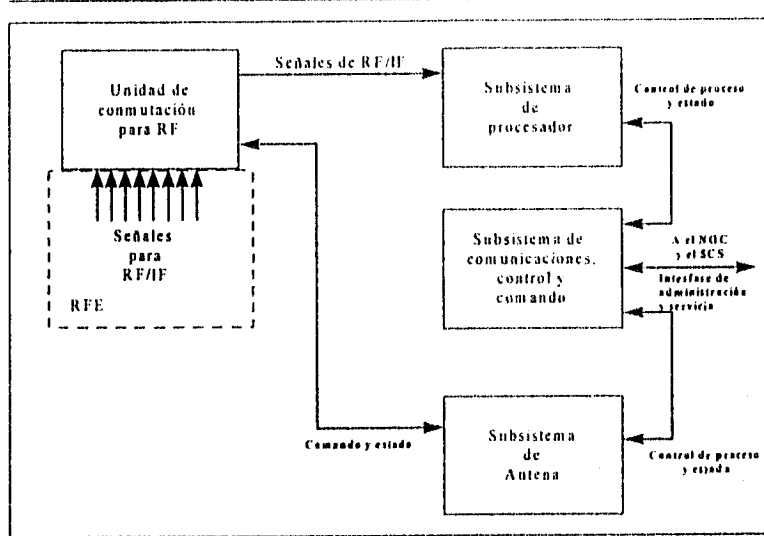 Unidad de
conmutación
para RF
Señales de RF/IF
Subsistema
de
procesador
Control de proceso
y estado
Señales
para
RF/IF
RFE
Subsistema de
comunicaciones,
control y
comando
A el NOC
y el SCS
Interfase de
administración
y servicio
Comando y estado
Subsistema
de
Antena
Control de proceso
y estado